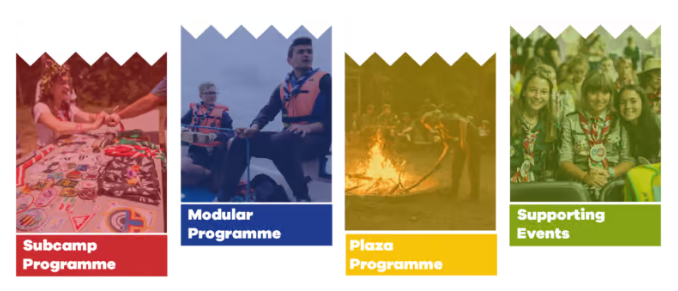 Subcamp
Programme
Modular
Programme
Plaza
Programme
Supporting
Events